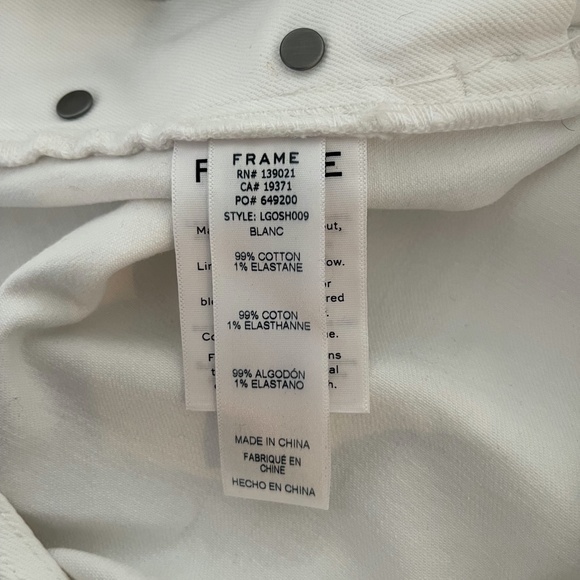 FRAME
RN# 139021
CA# 19371
PO# 649200
STYLE: LGOSH009
BLANC
99% COTTON
1% ELASTANE
99% COTON
1% ELASTHANNE
99% ALGODÓN
1% ELASTANO
MADE IN CHINA
FABRIQUÉ EN
CHINE
HECHO EN CHINA